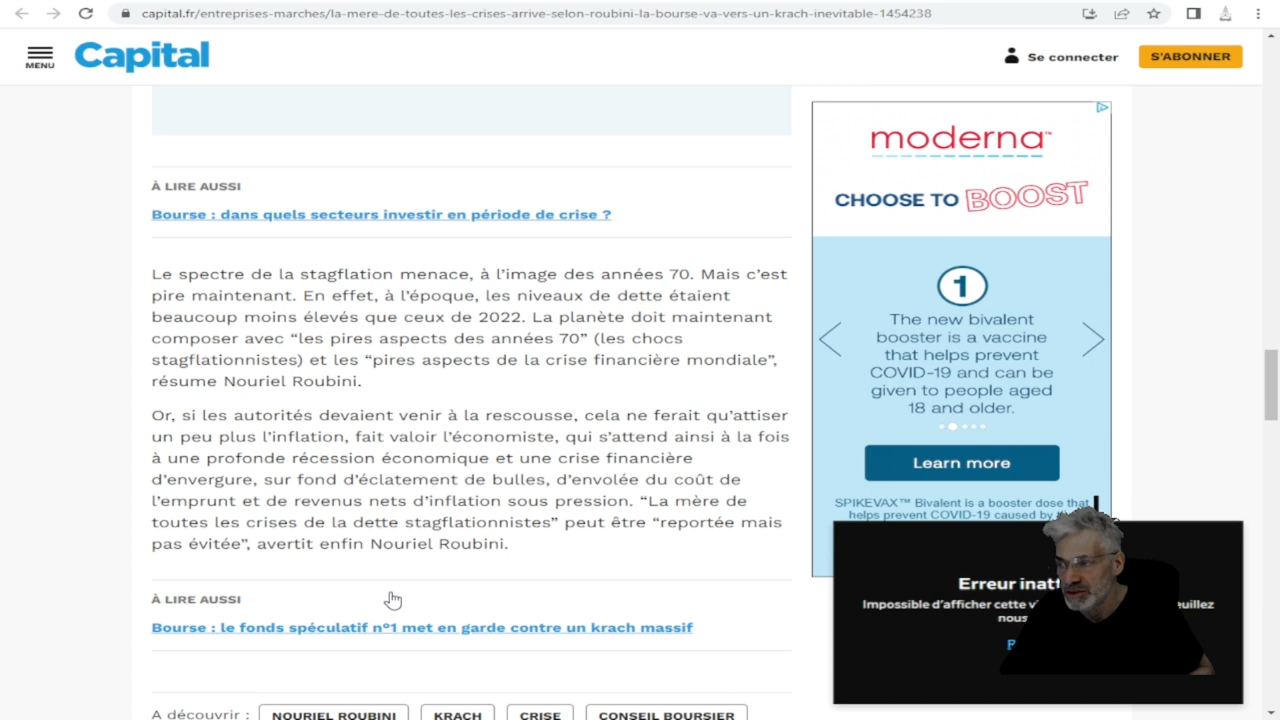 capital.fr/entreprises-marches/la-mere-de-toutes-les-crises-arrive-selon-roubini-la-bourse-va-vers-un-krach-inevitable-1454238
MENU
Capital
Se connecter
S'ABONNER
À LIRE AUSSI
Bourse : dans quels secteurs investir en période de crise ?
Le spectre de la stagflation menace, à l'image des années 70. Mais c'est
pire maintenant. En effet, à l'époque, les niveaux de dette étaient
beaucoup moins élevés que ceux de 2022. La planète doit maintenant
composer avec "les pires aspects des années 70" (les chocs
stagflationnistes) et les "pires aspects de la crise financière mondiale",
résume Nouriel Roubini.
Or, si les autorités devaient venir à la rescousse, cela ne ferait qu'attiser
un peu plus l'inflation, fait valoir l'économiste, qui s'attend ainsi à la fois
à une profonde récession économique et une crise financière
d'envergure, sur fond d'éclatement de bulles, d'envolée du coût de
l'emprunt et de revenus nets d'inflation sous pression. "La mère de
toutes les crises de la dette stagflationnistes" peut être "reportée mais
pas évitée", avertit enfin Nouriel Roubini.
À LIRE AUSSI
Bourse : le fonds spéculatif n°1 met en garde contre un krach massif
A découvrir :
NOURIEL ROUBINI
KRACH
CRISE
CONSEIL BOURSIER
moderna™
CHOOSE TO BOOST
1
The new bivalent
booster is a vaccine
that helps prevent
COVID-19 and can be
given to people aged
18 and older.
Learn more
SPIKEVAX™ Bivalent is a booster dose that
helps prevent COVID-19 caused by
Erreur
Impossible d'afficher cette